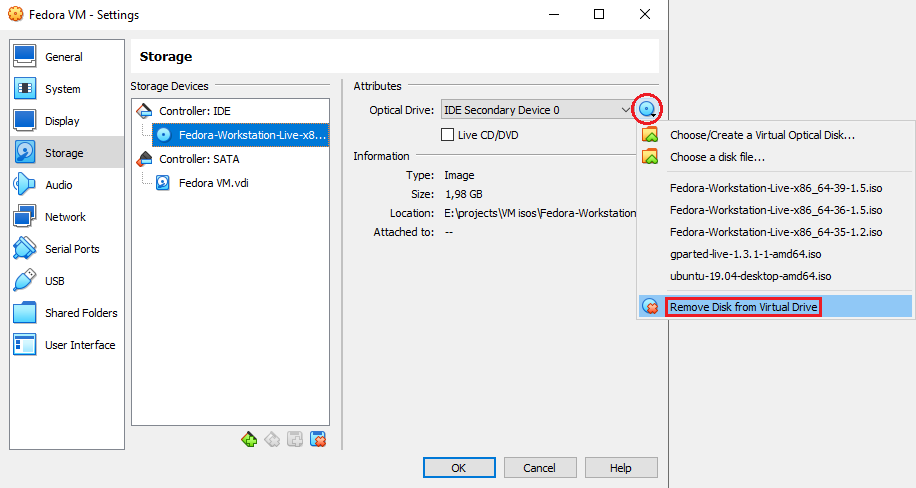 Fedora VM - Settings
General
System
Display
Storage
Audio
Network
Serial Ports
USB
Shared Folders
User Interface
Storage
Storage Devices
Controller: IDE
Fedora-Workstation-Live-x8...
Controller: SATA
Fedora VM.vdi
Attributes
Optical Drive: IDE Secondary Device 0
Live CD/DVD
Information
Type: Image
Size: 1,98 GB
Location: E:\projects\VM isos\Fedora-Workstation
Attached to: --
Choose/Create a Virtual Optical Disk...
Choose a disk file...
Fedora-Workstation-Live-x86_64-39-1.5.iso
Fedora-Workstation-Live-x86_64-36-1.5.iso
Fedora-Workstation-Live-x86_64-35-1.2.iso
gparted-live-1.3.1-1-amd64.iso
ubuntu-19.04-desktop-amd64.iso
Remove Disk from Virtual Drive
OK
Cancel
Help